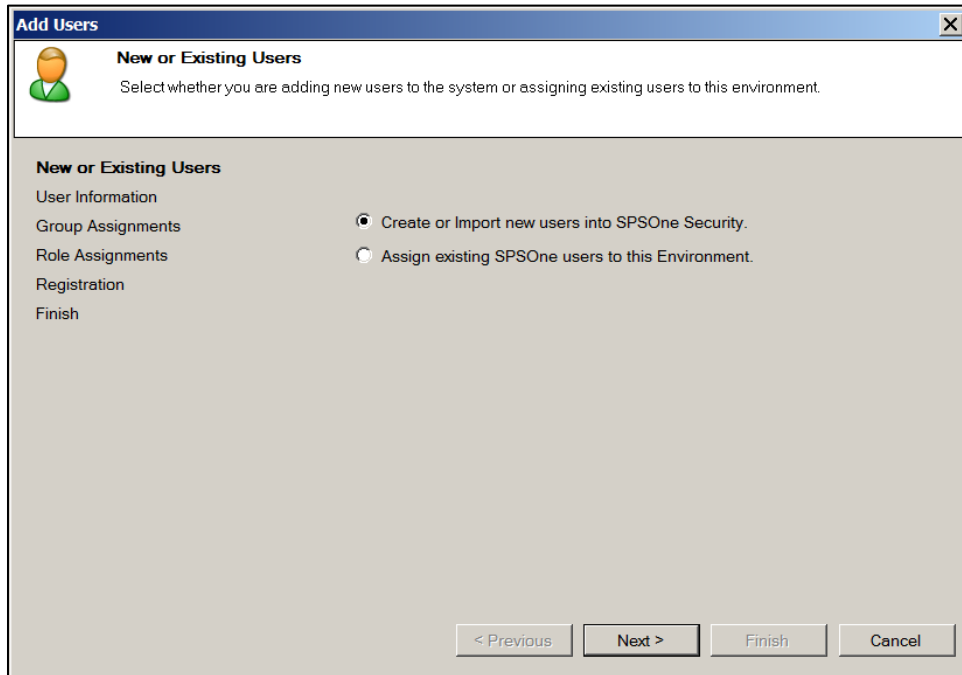 Add Users
New or Existing Users
Select whether you are adding new users to the system or assigning existing users to this environment.
New or Existing Users
User Information
Group Assignments
Role Assignments
Registration
Finish
Create or Import new users into SPSOne Security.
Assign existing SPSOne users to this Environment.
< Previous
Next >
Finish
Cancel